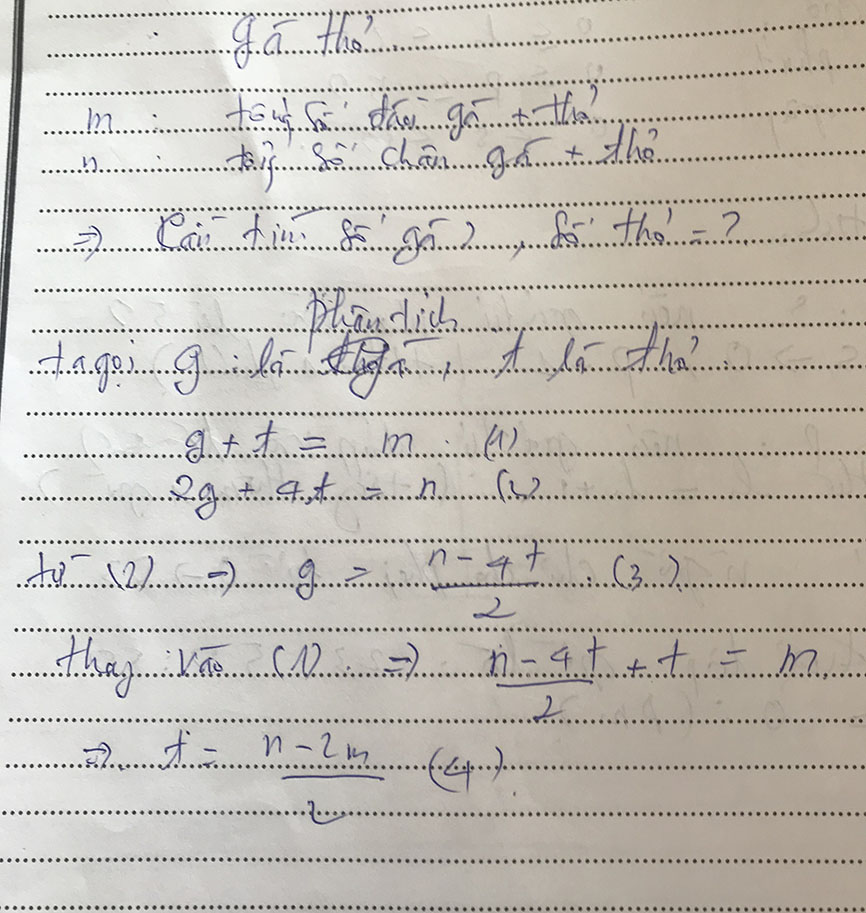 gà thỏ
m : tổng số đầu gà + thỏ
n : tổng số chân gà + thỏ
⇒ Cần tìm số gà ? , số thỏ = ?
phân tích
ta gọi g : là gà , t là thỏ .
g + t = m (1)
2g + 4t = n (2)
từ (2) ⇒ g = \frac{n - 4t}{2} . (3)
thay vào (1) ⇒ \frac{n - 4t}{2} + t = m
⇒ t = \frac{n - 2m}{2} (4)